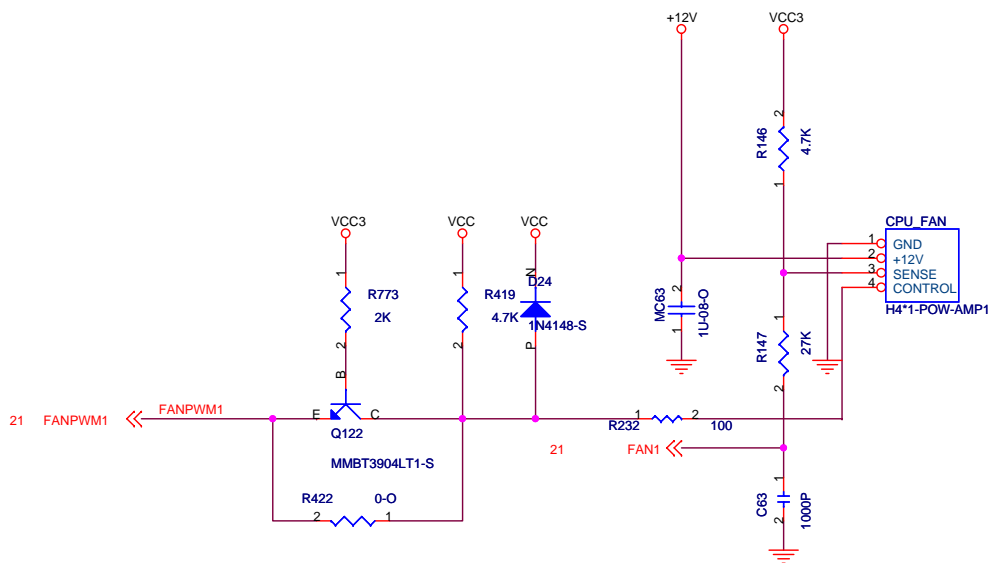 +12V
VCC3
2
R146
4.7K
1
VCC3
VCC
VCC
CPU_FAN
1
GND
2
+12V
3
SENSE
4
CONTROL
H4*1-POW-AMP1
1
R773
2K
2
1
R419
4.7K
2
N
D24
1N4148-S
P
2
MC63
1U-08-O
1
1
R147
27K
2
B
E
C
Q122
MMBT3904LT1-S
21
FANPWM1
FANPWM1
1
2
R232
100
21
FAN1
R422
0-O
2
1
1
C63
1000P
2